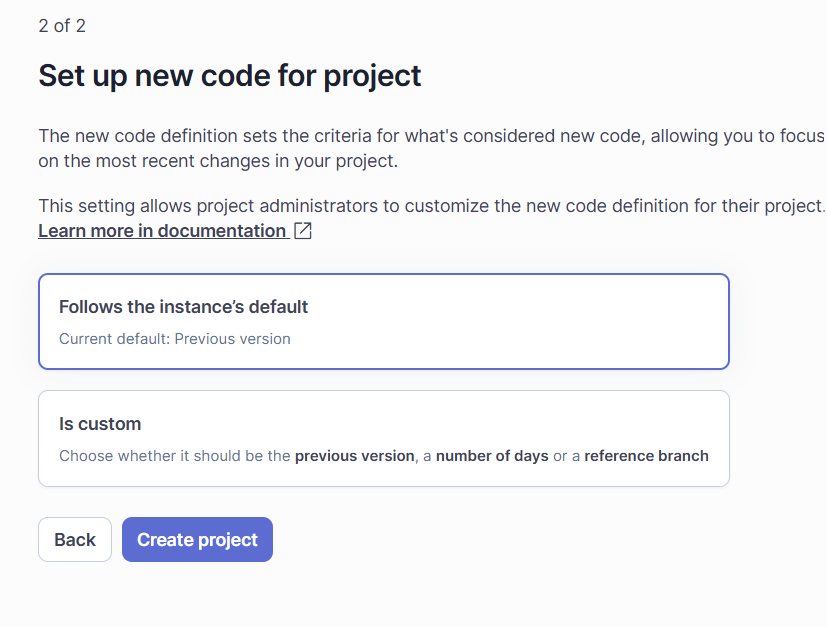 2 of 2
Set up new code for project
The new code definition sets the criteria for what's considered new code, allowing you to focus
on the most recent changes in your project.
This setting allows project administrators to customize the new code definition for their project.
Learn more in documentation
Follows the instance’s default
Current default: Previous version
Is custom
Choose whether it should be the previous version, a number of days or a reference branch
Back
Create project